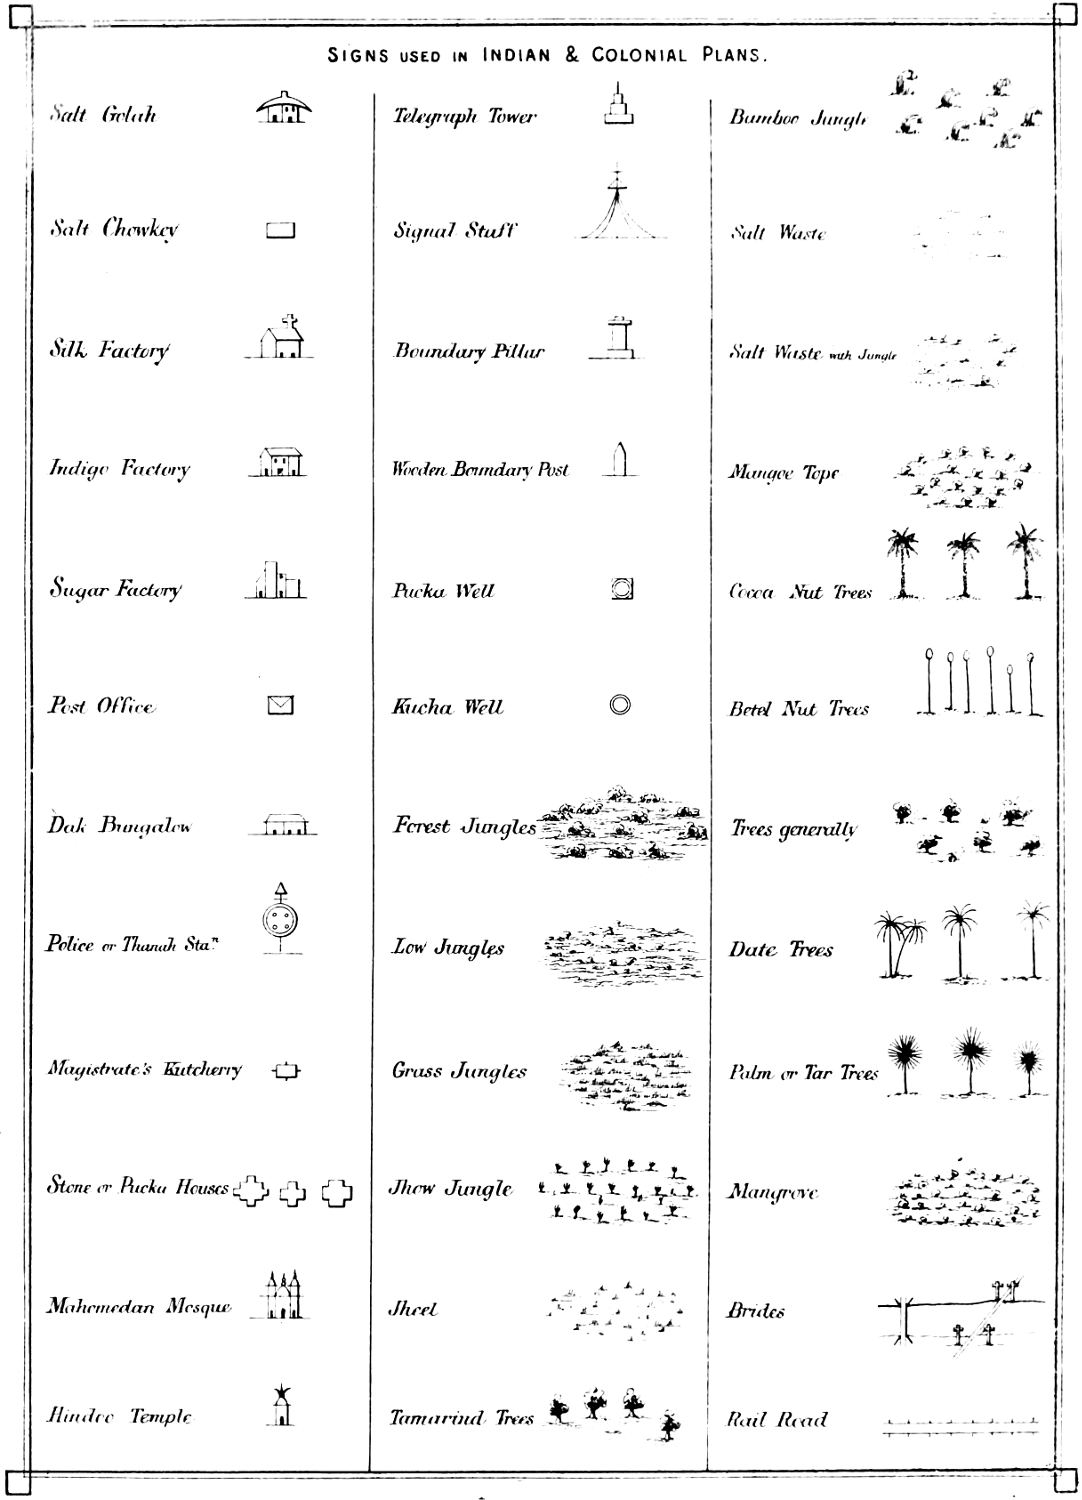 SIGNS USED IN INDIAN & COLONIAL PLANS.
Salt Golah
Salt Chowkey
Silk Factory
Indigo Factory
Sugar Factory
Post Office
Dak Bungalow
Police or Thanah Stan.
Magistrate's Kutcherry
Stone or Pucka Houses
Mahomedan Mosque
Hindoo Temple
Telegraph Tower
Signal Staff
Boundary Pillar
Wooden Boundary Post
Pucka Well
Kucha Well
Forest Jungles
Low Jungles
Grass Jungles
Jhow Jungle
Jheel
Tamarind Trees
Bamboo Jungle
Salt Waste
Salt Waste with Jungle
Mangoe Tope
Cocoa Nut Trees
Betel Nut Trees
Trees generally
Date Trees
Palm or Tar Trees
Mangrove
Brides
Rail Road